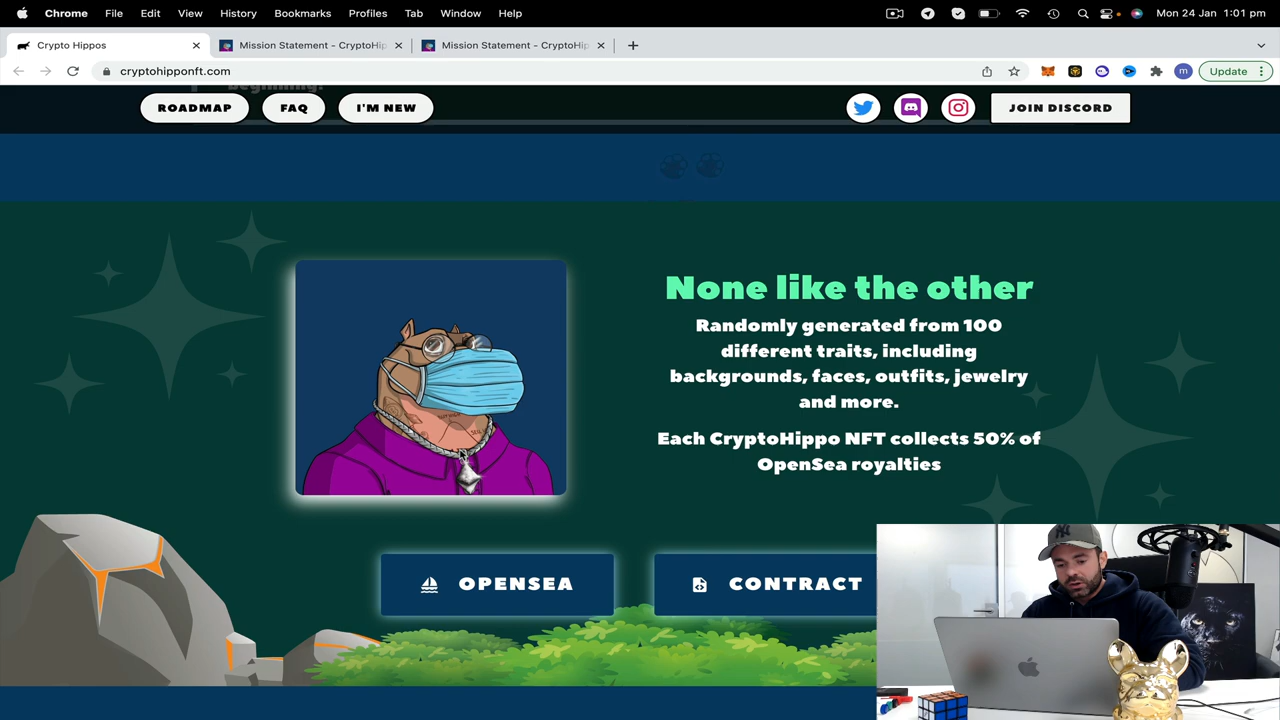 Chrome File Edit View History Bookmarks Profiles Tab Window Help Mon 24 Jan 1:01 pm
Crypto Hippos Mission Statement - CryptoHip Mission Statement - CryptoHip
cryptohipponft.com m Update
beginning!
ROADMAP FAQ I'M NEW JOIN DISCORD
None like the other
Randomly generated from 100
different traits, including
backgrounds, faces, outfits, jewelry
and more.
Each CryptoHippo NFT collects 50% of
OpenSea royalties
OPENSEA CONTRACT